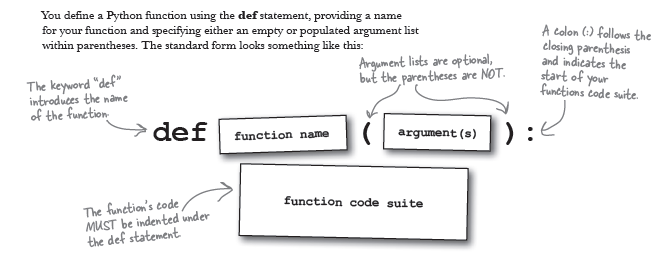 You define a Python function using the def statement, providing a name
for your function and specifying either an empty or populated argument list
within parentheses. The standard form looks something like this:
The keyword "def"
introduces the name
of the function.
Argument lists are optional,
but the parentheses are NOT.
A colon (:) follows the
closing parenthesis
and indicates the
start of your
functions code suite.
def function name ( argument(s) ) :
function code suite
The function's code
MUST be indented under
the def statement